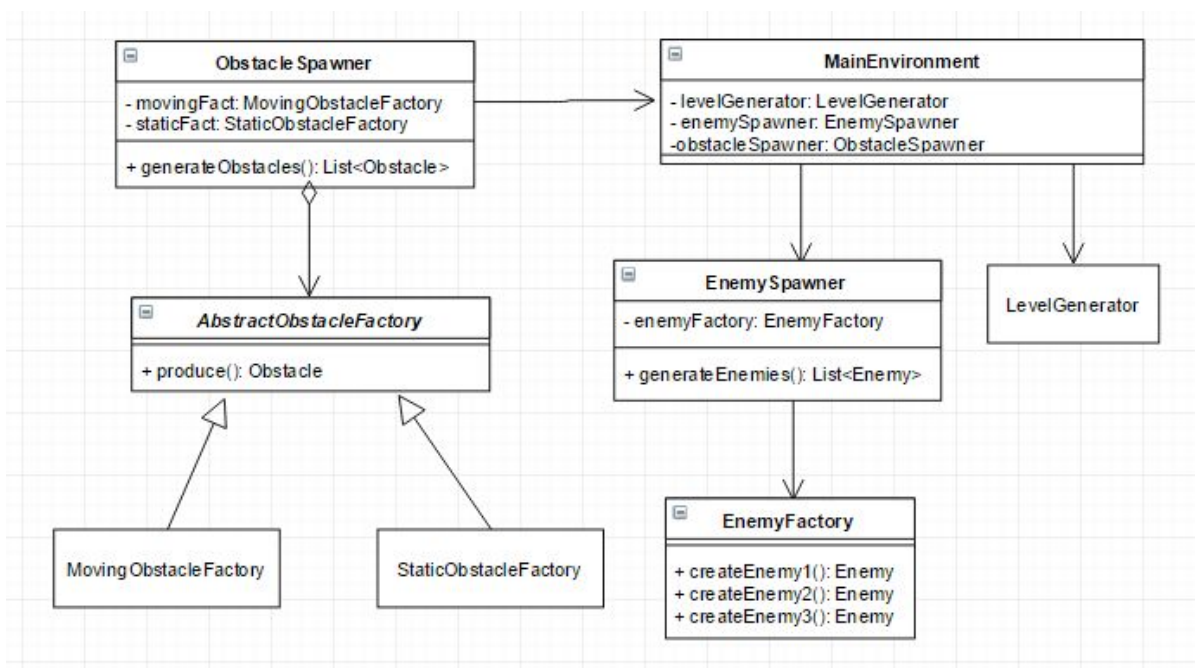 ObstacleSpawner
- movingFact: MovingObstacleFactory
- staticFact: StaticObstacleFactory
+ generateObstacles(): List<Obstacle>
MainEnvironment
- levelGenerator: LevelGenerator
- enemySpawner: EnemySpawner
-obstacleSpawner: ObstacleSpawner
EnemySpawner
- enemyFactory: EnemyFactory
+ generateEnemies(): List<Enemy>
LevelGenerator
AbstractObstacleFactory
+ produce(): Obstacle
MovingObstacleFactory
StaticObstacleFactory
EnemyFactory
+ createEnemy1(): Enemy
+ createEnemy2(): Enemy
+ createEnemy3(): Enemy